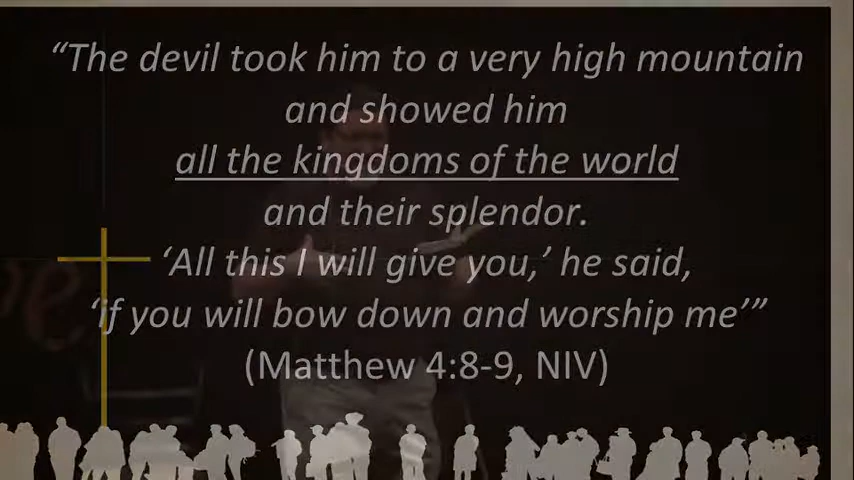 “The devil took him to a very high mountain
and showed him
all the kingdoms of the world
and their splendor.
‘All this I will give you,’ he said,
‘if you will bow down and worship me’”
(Matthew 4:8-9, NIV)